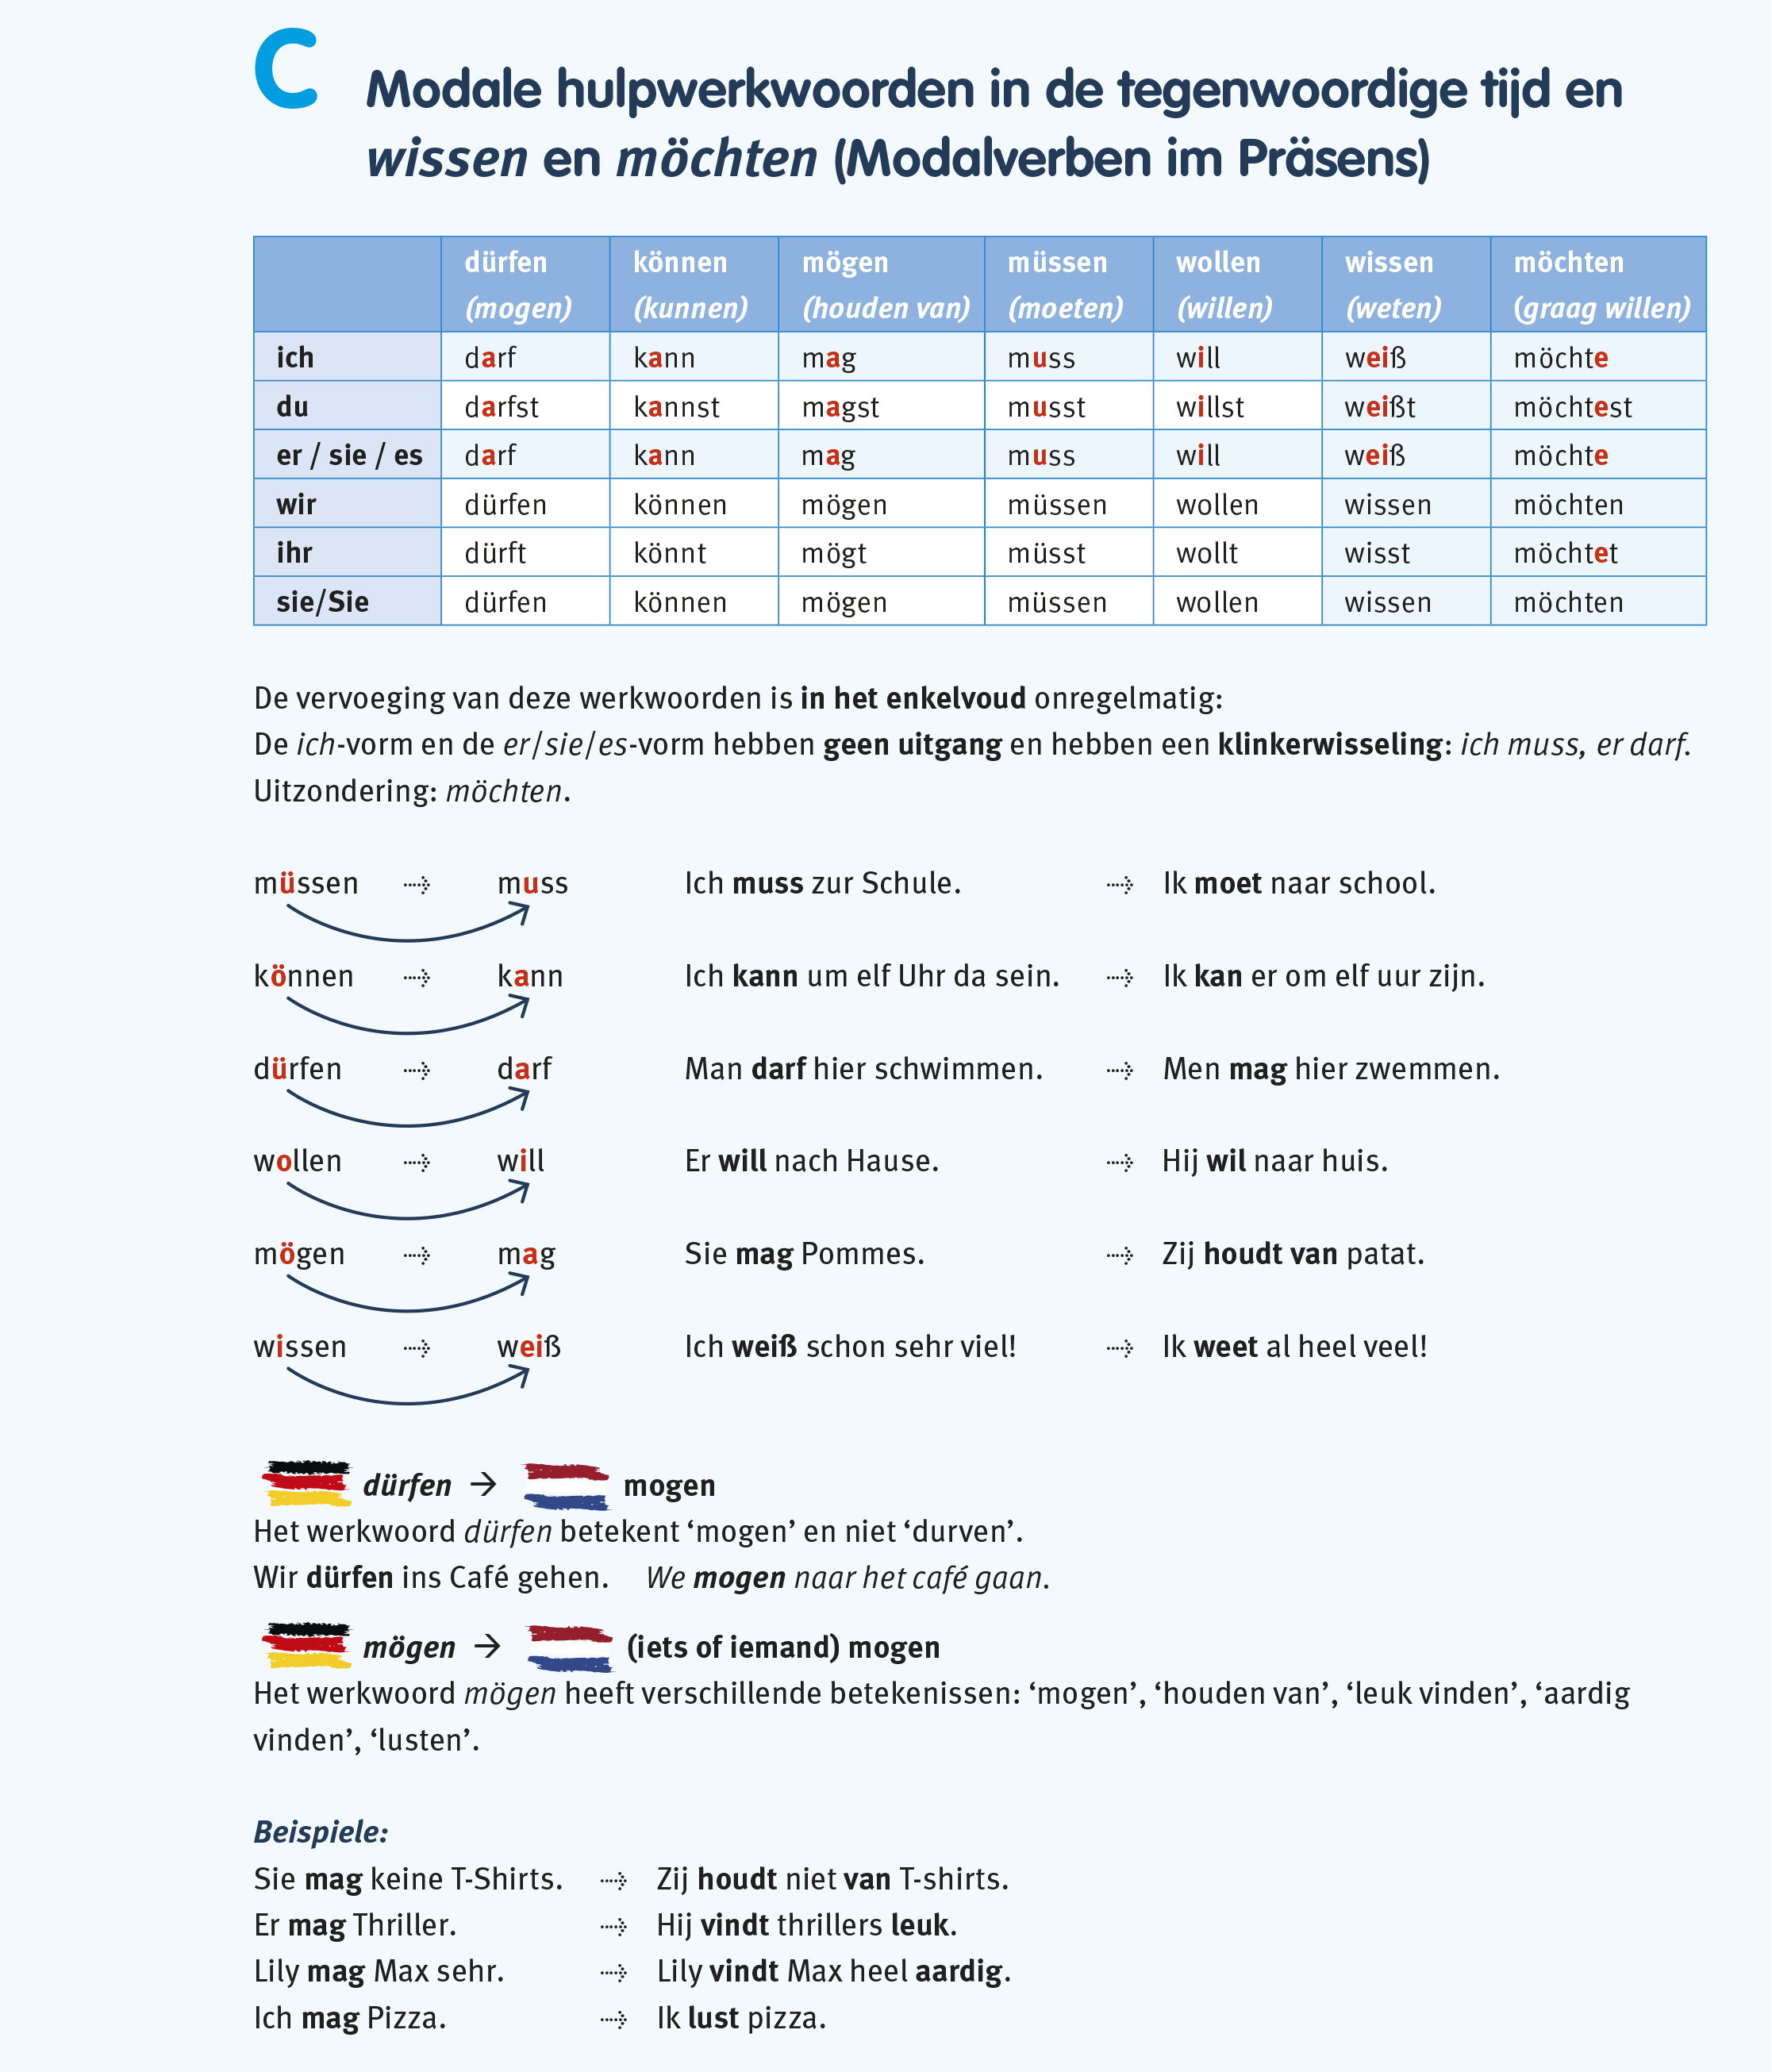 C
Modale hulpwerkwoorden in de tegenwoordige tijd en
wissen en möchten (Modalverben im Präsens)
dürfen können mögen müssen wollen wissen möchten
(mogen) (kunnen) (houden van) (moeten) (willen) (weten) (graag willen)
ich darf kann mag muss will weiß möchte
du darfst kannst magst musst willst weißt möchtest
er / sie / es darf kann mag muss will weiß möchte
wir dürfen können mögen müssen wollen wissen möchten
ihr dürft könnt mögt müsst wollt wisst möchtet
sie/Sie dürfen können mögen müssen wollen wissen möchten
De vervoeging van deze werkwoorden is in het enkelvoud onregelmatig:
De ich-vorm en de er/sie/es-vorm hebben geen uitgang en hebben een klinkerwisseling: ich muss, er darf.
Uitzondering: möchten.
müssen → muss Ich muss zur Schule. → Ik moet naar school.
können → kann Ich kann um elf Uhr da sein. → Ik kan er om elf uur zijn.
dürfen → darf Man darf hier schwimmen. → Men mag hier zwemmen.
wollen → will Er will nach Hause. → Hij wil naar huis.
mögen → mag Sie mag Pommes. → Zij houdt van patat.
wissen → weiß Ich weiß schon sehr viel! → Ik weet al heel veel!
dürfen → mogen
Het werkwoord dürfen betekent ‘mogen’ en niet ‘durven’.
Wir dürfen ins Café gehen. We mogen naar het café gaan.
mögen → (iets of iemand) mogen
Het werkwoord mögen heeft verschillende betekenissen: ‘mogen’, ‘houden van’, ‘leuk vinden’, ‘aardig
vinden’, ‘lusten’.
Beispiele:
Sie mag keine T-Shirts. → Zij houdt niet van T-shirts.
Er mag Thriller. → Hij vindt thrillers leuk.
Lily mag Max sehr. → Lily vindt Max heel aardig.
Ich mag Pizza. → Ik lust pizza.